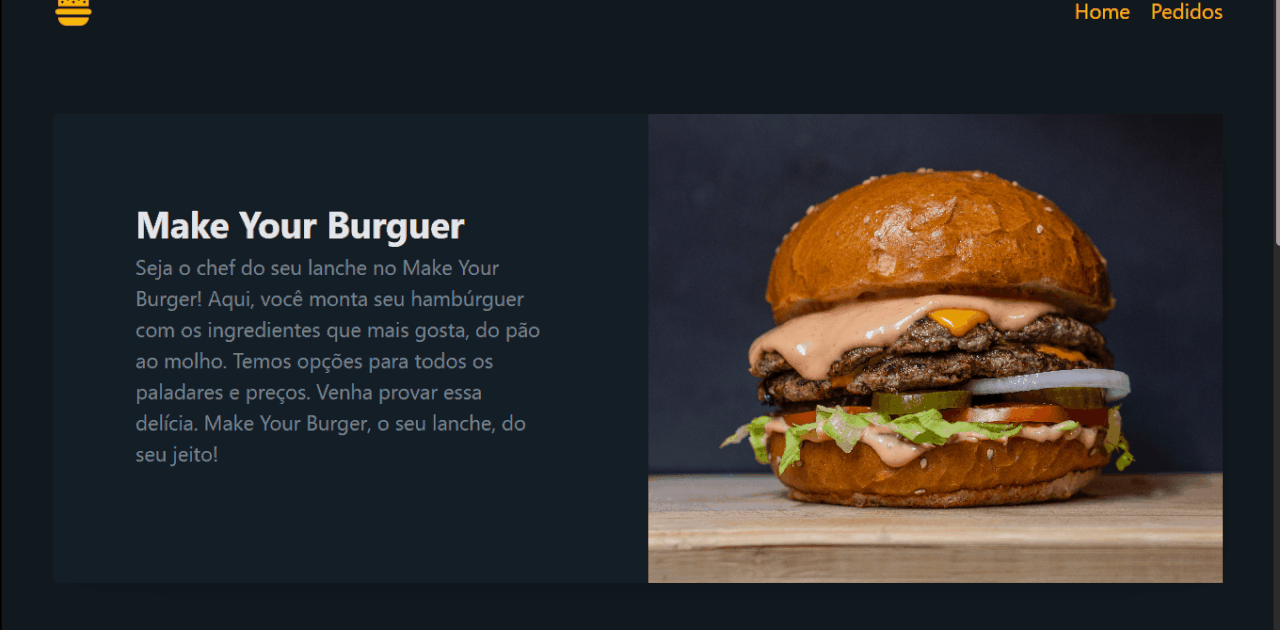 Home Pedidos
Make Your Burguer
Seja o chef do seu lanche no Make Your
Burger! Aqui, você monta seu hambúrguer
com os ingredientes que mais gosta, do pão
ao molho. Temos opções para todos os
paladares e preços. Venha provar essa
delícia. Make Your Burger, o seu lanche, do
seu jeito!